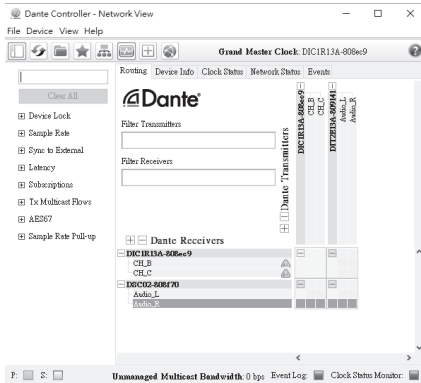 Dante Controller - Network View
File Device View Help
Grand Master Clock: DIC1R13A-808ec9
?
Routing Device Info Clock Status Network Status Events
Clear All
Device Lock
Sample Rate
Sync to External
Latency
Subscriptions
Tx Multicast Flows
AES67
Sample Rate Pull-up
Dante®
Filter Transmitters
Filter Receivers
Dante Transmitters
DIC1R13A-808ec9
CH_B
CH_C
DIT2E13A-809141
Audio_L
Audio_R
Dante Receivers
DIC1R13A-808ec9
CH_B
CH_C
DSC02-808f70
Audio_L
Audio_R
P: S: Unmanaged Multicast Bandwidth: 0 bps Event Log: Clock Status Monitor: